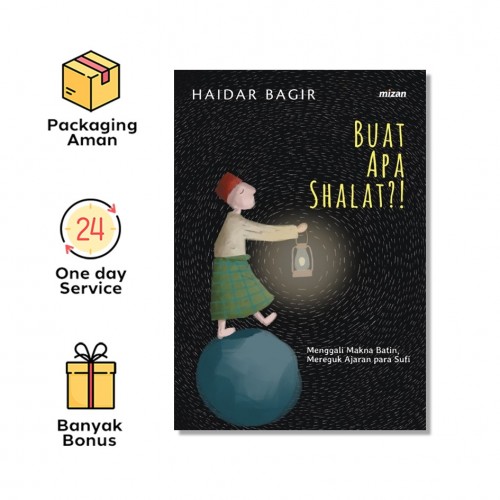 Packaging
Aman
24
One day
Service
Banyak
Bonus
HAIDAR BAGIR
mizan
BUAT
APA
SHALAT?!
Menggali Makna Batin,
Mereguk Ajaran para Sufi